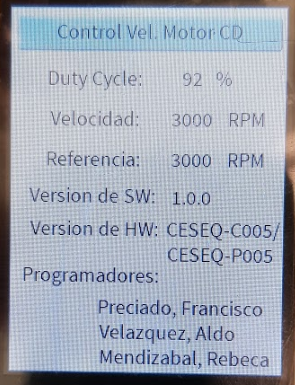 Control Vel. Motor CD
Duty Cycle: 92 %
Velocidad: 3000 RPM
Referencia: 3000 RPM
Version de SW: 1.0.0
Version de HW: CESEQ-C005/
CESEQ-P005
Programadores:
Preciado, Francisco
Velazquez, Aldo
Mendizabal, Rebeca